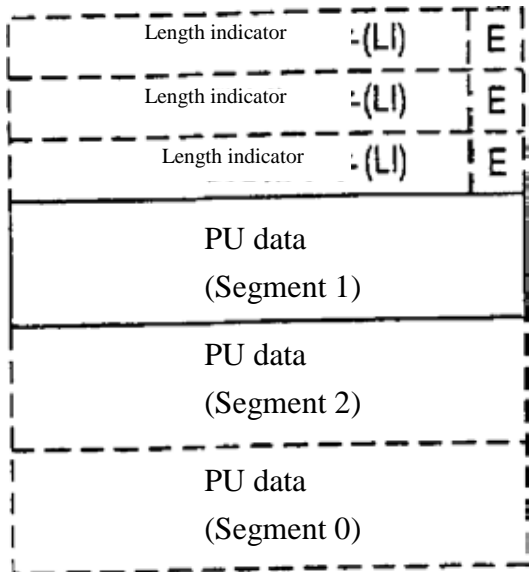 Length indicator -(LI) E
Length indicator -(LI) E
Length indicator -(LI) E
PU data
(Segment 1)
PU data
(Segment 2)
PU data
(Segment 0)